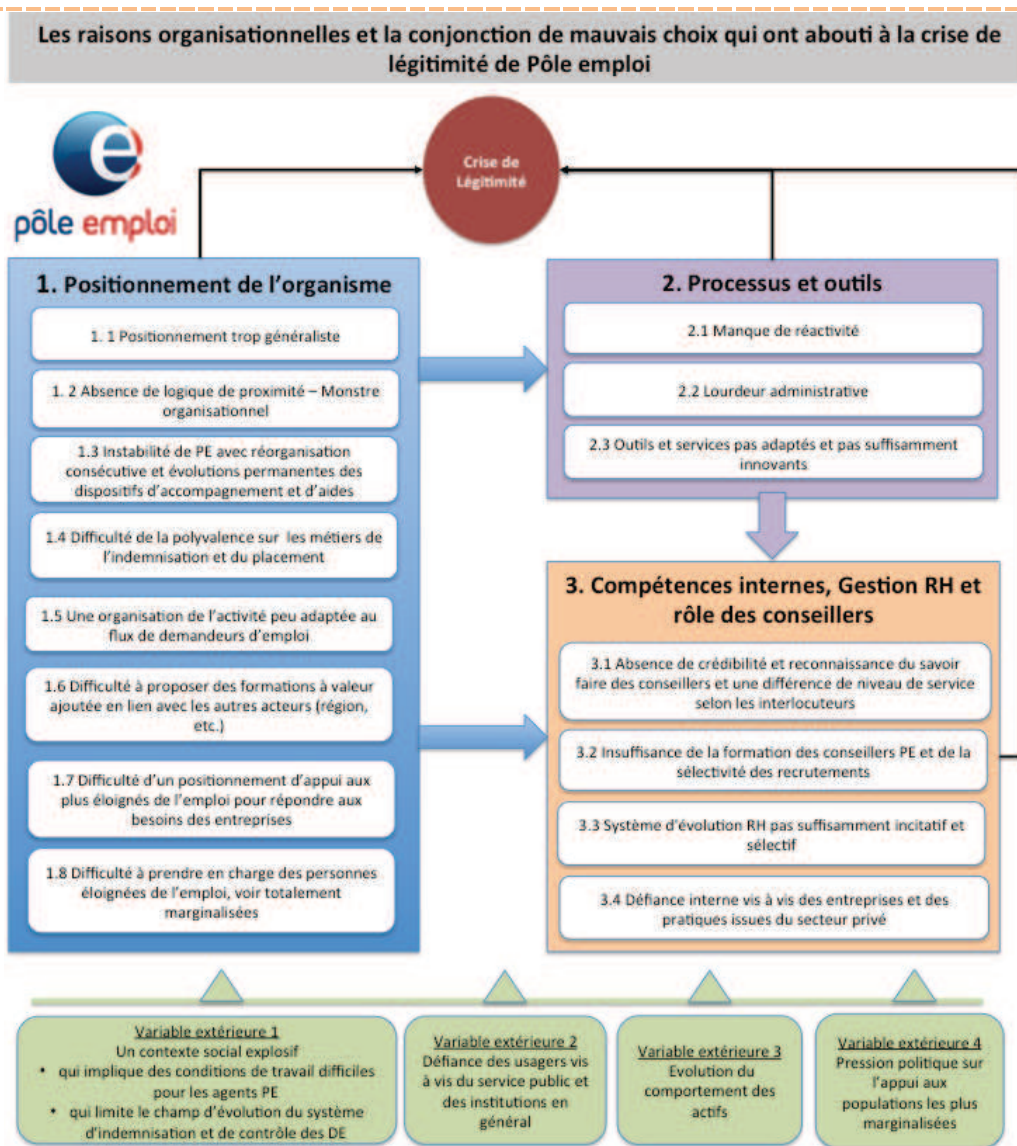 Les raisons organisationnelles et la conjonction de mauvais choix qui ont abouti à la crise de
légitimité de Pôle emploi
Crise de
Légitimité
e
pôle emploi
1. Positionnement de l'organisme
1. 1 Positionnement trop généraliste
1. 2 Absence de logique de proximité – Monstre
organisationnel
1.3 Instabilité de PE avec réorganisation
consécutive et évolutions permanentes des
dispositifs d'accompagnement et d'aides
1.4 Difficulté de la polyvalence sur les métiers de
l'indemnisation et du placement
1.5 Une organisation de l'activité peu adaptée au
flux de demandeurs d'emploi
1.6 Difficulté à proposer des formations à valeur
ajoutée en lien avec les autres acteurs (région,
etc.)
1.7 Difficulté d'un positionnement d'appui aux
plus éloignés de l'emploi pour répondre aux
besoins des entreprises
1.8 Difficulté à prendre en charge des personnes
éloignées de l'emploi, voir totalement
marginalisées
2. Processus et outils
2.1 Manque de réactivité
2.2 Lourdeur administrative
2.3 Outils et services pas adaptés et pas suffisamment
innovants
3. Compétences internes, Gestion RH et
rôle des conseillers
3.1 Absence de crédibilité et reconnaissance du savoir
faire des conseillers et une différence de niveau de service
selon les interlocuteurs
3.2 Insuffisance de la formation des conseillers PE et de la
sélectivité des recrutements
3.3 Système d'évolution RH pas suffisamment incitatif et
sélectif
3.4 Défiance interne vis à vis des entreprises et des
pratiques issues du secteur privé
Variable extérieure 1
Un contexte social explosif
• qui implique des conditions de travail difficiles
pour les agents PE
• qui limite le champ d'évolution du système
d'indemnisation et de contrôle des DE
Variable extérieure 2
Défiance des usagers vis
à vis du service public et
des institutions en
général
Variable extérieure 3
Evolution du
comportement des
actifs
Variable extérieure 4
Pression politique sur
l'appui aux
populations les plus
marginalisées